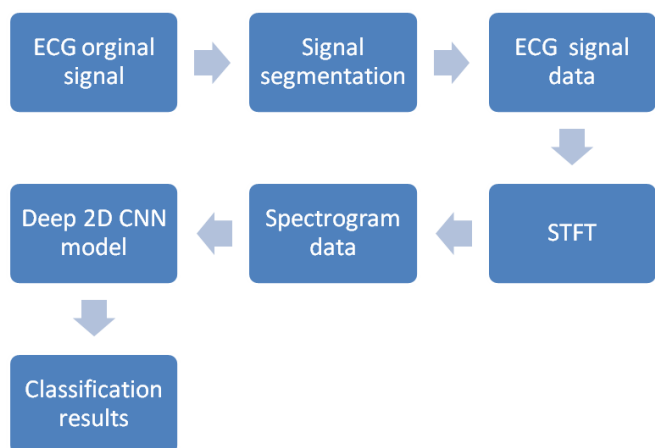 ECG orginal
signal
Signal
segmentation
ECG signal
data
STFT
Spectrogram
data
Deep 2D CNN
model
Classification
results